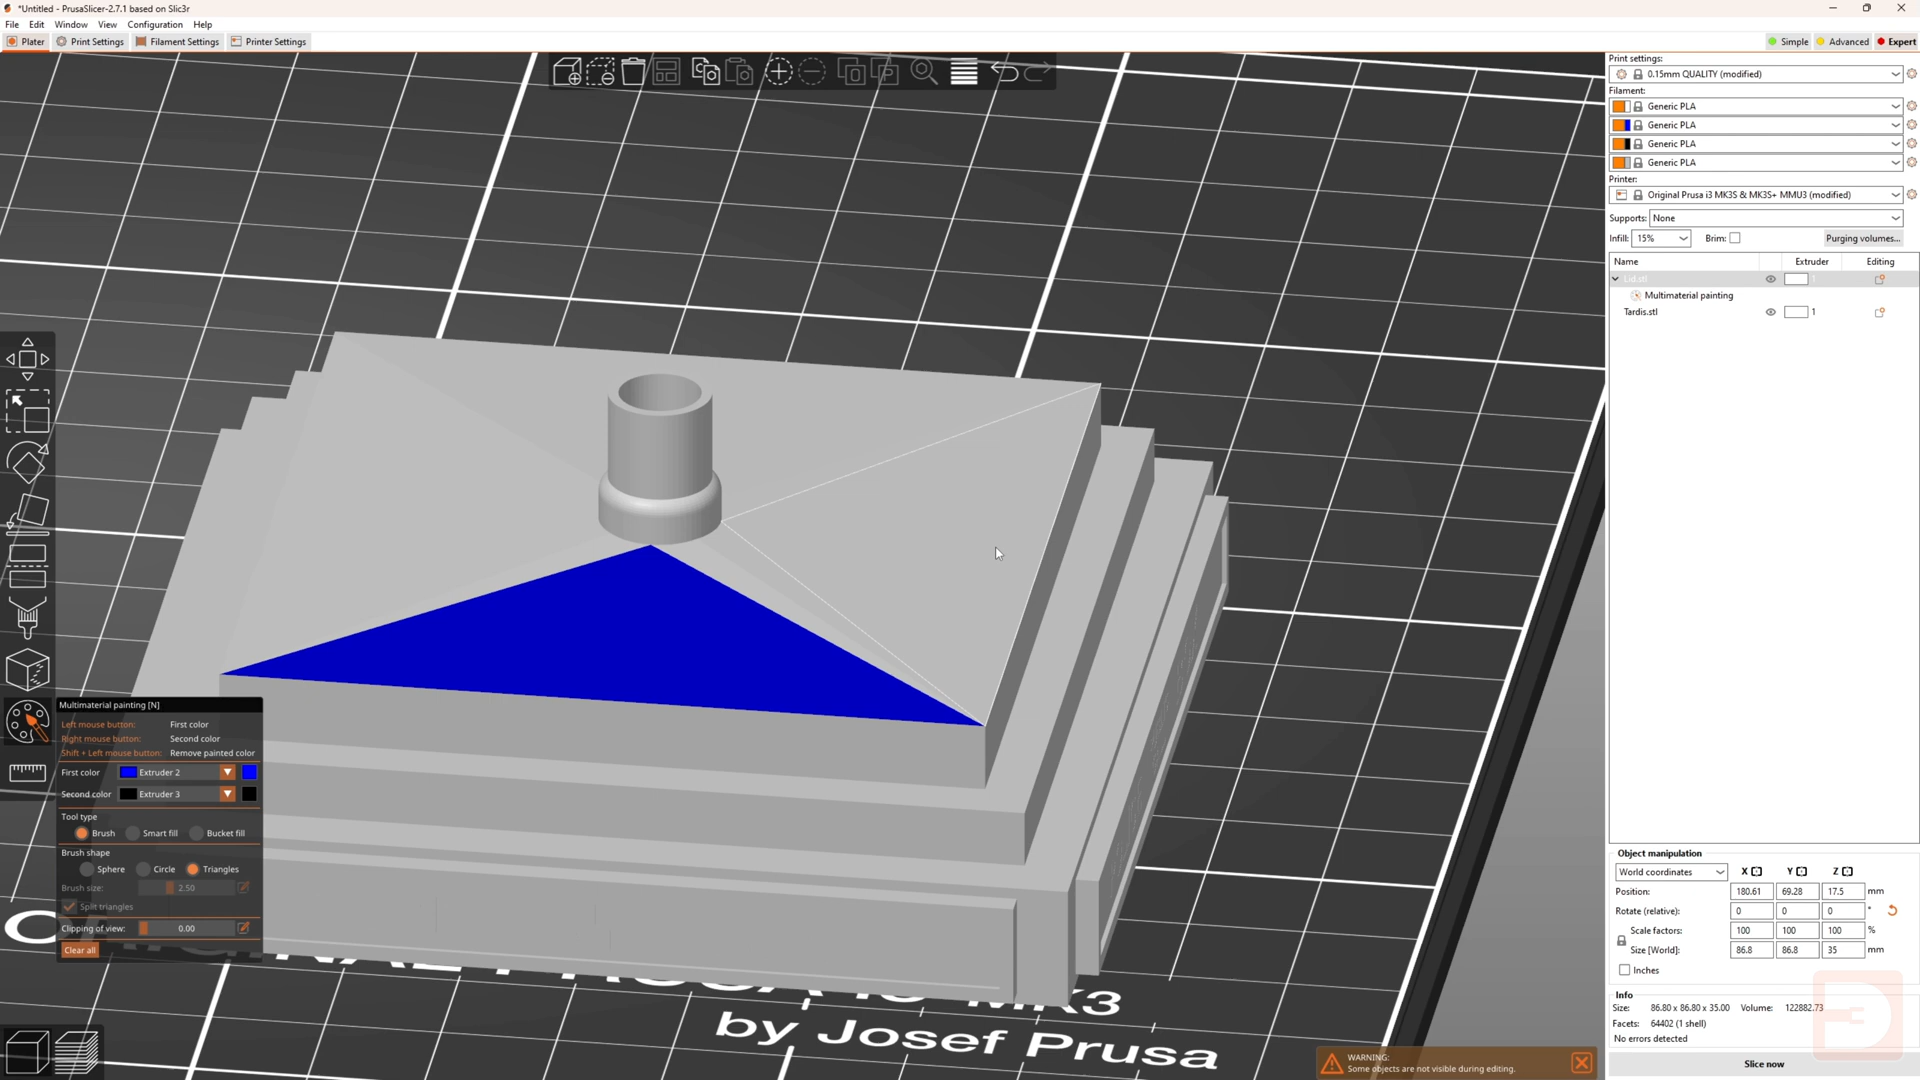 *Untitled - PrusaSlicer-2.7.1 based on Slic3r
File Edit Window View Configuration Help
Plater Print Settings Filament Settings Printer Settings
Simple Advanced Expert
Print settings:
0.15mm QUALITY (modified)
Filament:
Generic PLA
Generic PLA
Generic PLA
Generic PLA
Printer:
Original Prusa i3 MK3S & MK3S+ MMU3 (modified)
Supports: None
Infill: 15% Brim: Purging volumes...
Name Extruder Editing
Lid.stl 1
Multimaterial painting
Tardis.stl 1
Multimaterial painting [N]
Left mouse button: First color
Right mouse button: Second color
Shift + Left mouse button: Remove painted color
First color Extruder 2
Second color Extruder 3
Tool type
Brush Smart fill Bucket fill
Brush shape
Sphere Circle Triangles
Brush size: 2.50
Split triangles
Clipping of view: 0.00
Clear all
MK3
by Josef Prusa
WARNING:
Some objects are not visible during editing.
Object manipulation
World coordinates X Y Z
Position: 180.61 69.28 17.5 mm
Rotate (relative): 0 0 0 °
Scale factors: 100 100 100 %
Size [World]: 86.8 86.8 35 mm
Inches
Info
Size: 86.80 x 86.80 x 35.00 Volume: 122882.73
Facets: 64402 (1 shell)
No errors detected
Slice now